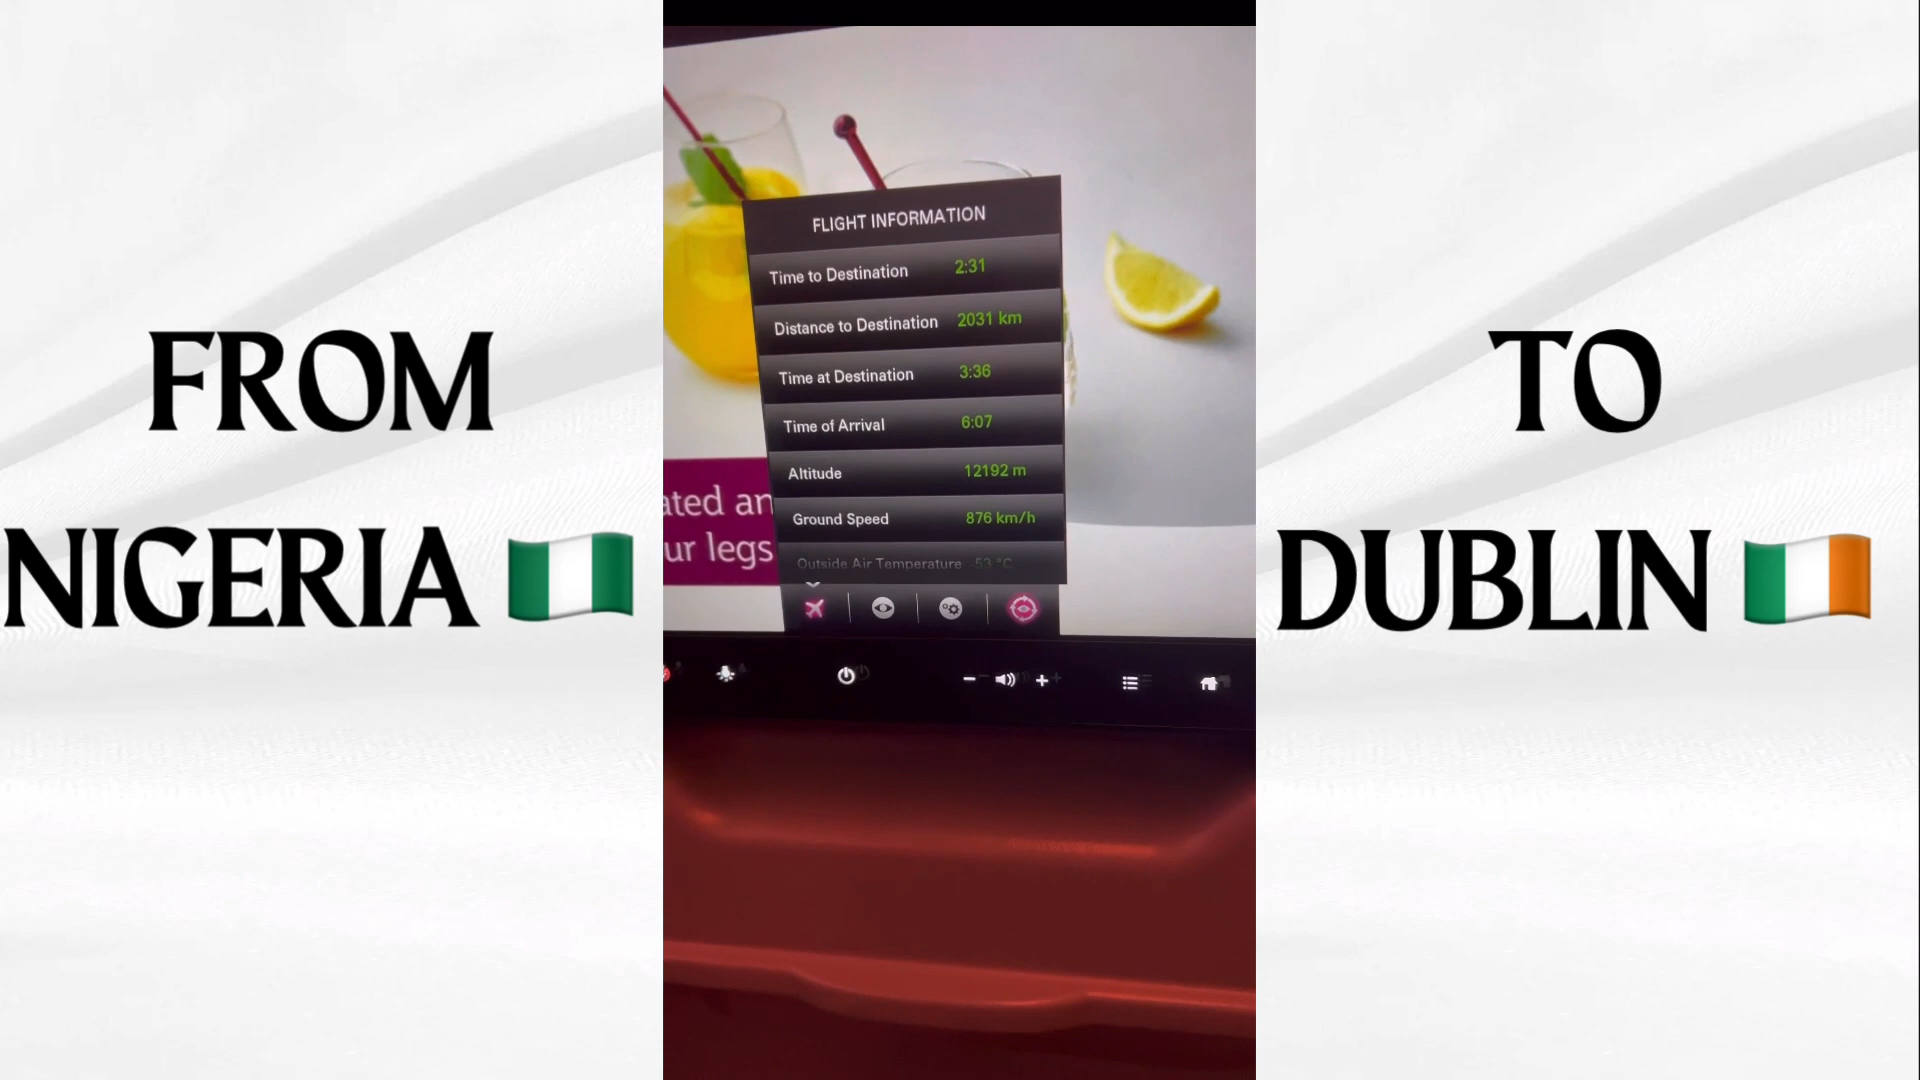 FROM
NIGERIA
FLIGHT INFORMATION
Time to Destination 2:31
Distance to Destination 2031 km
Time at Destination 3:36
Time of Arrival 6:07
Altitude 12192 m
Ground Speed 876 km/h
Outside Air Temperature -53 °C
ated an
ur legs
TO
DUBLIN